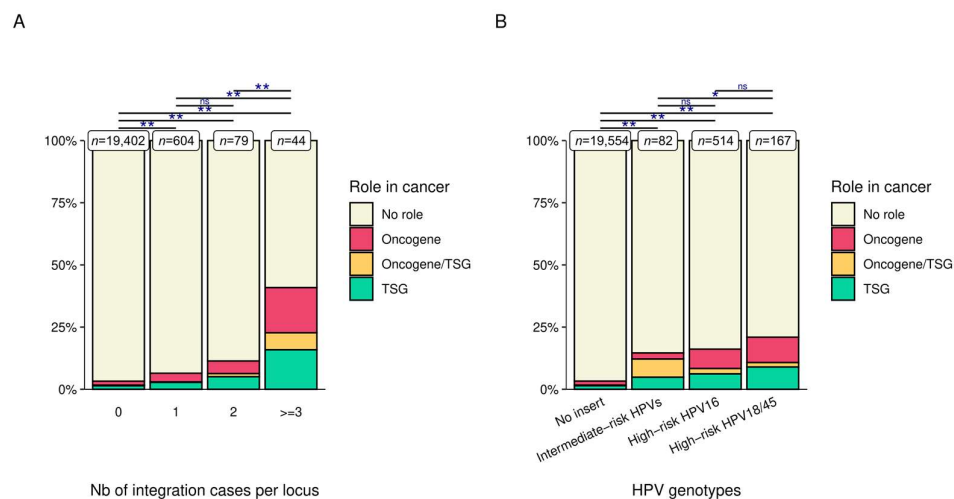 A
**
**
**
ns
**
**
n=19,402
n=604
n=79
n=44
100%
75%
50%
25%
0%
0
1
2
>=3
Nb of integration cases per locus
Role in cancer
No role
Oncogene
Oncogene/TSG
TSG
B
ns
*
ns
**
**
**
n=19,554
n=82
n=514
n=167
100%
75%
50%
25%
0%
No insert
Intermediate−risk HPVs
High−risk HPV16
High−risk HPV18/45
HPV genotypes
Role in cancer
No role
Oncogene
Oncogene/TSG
TSG